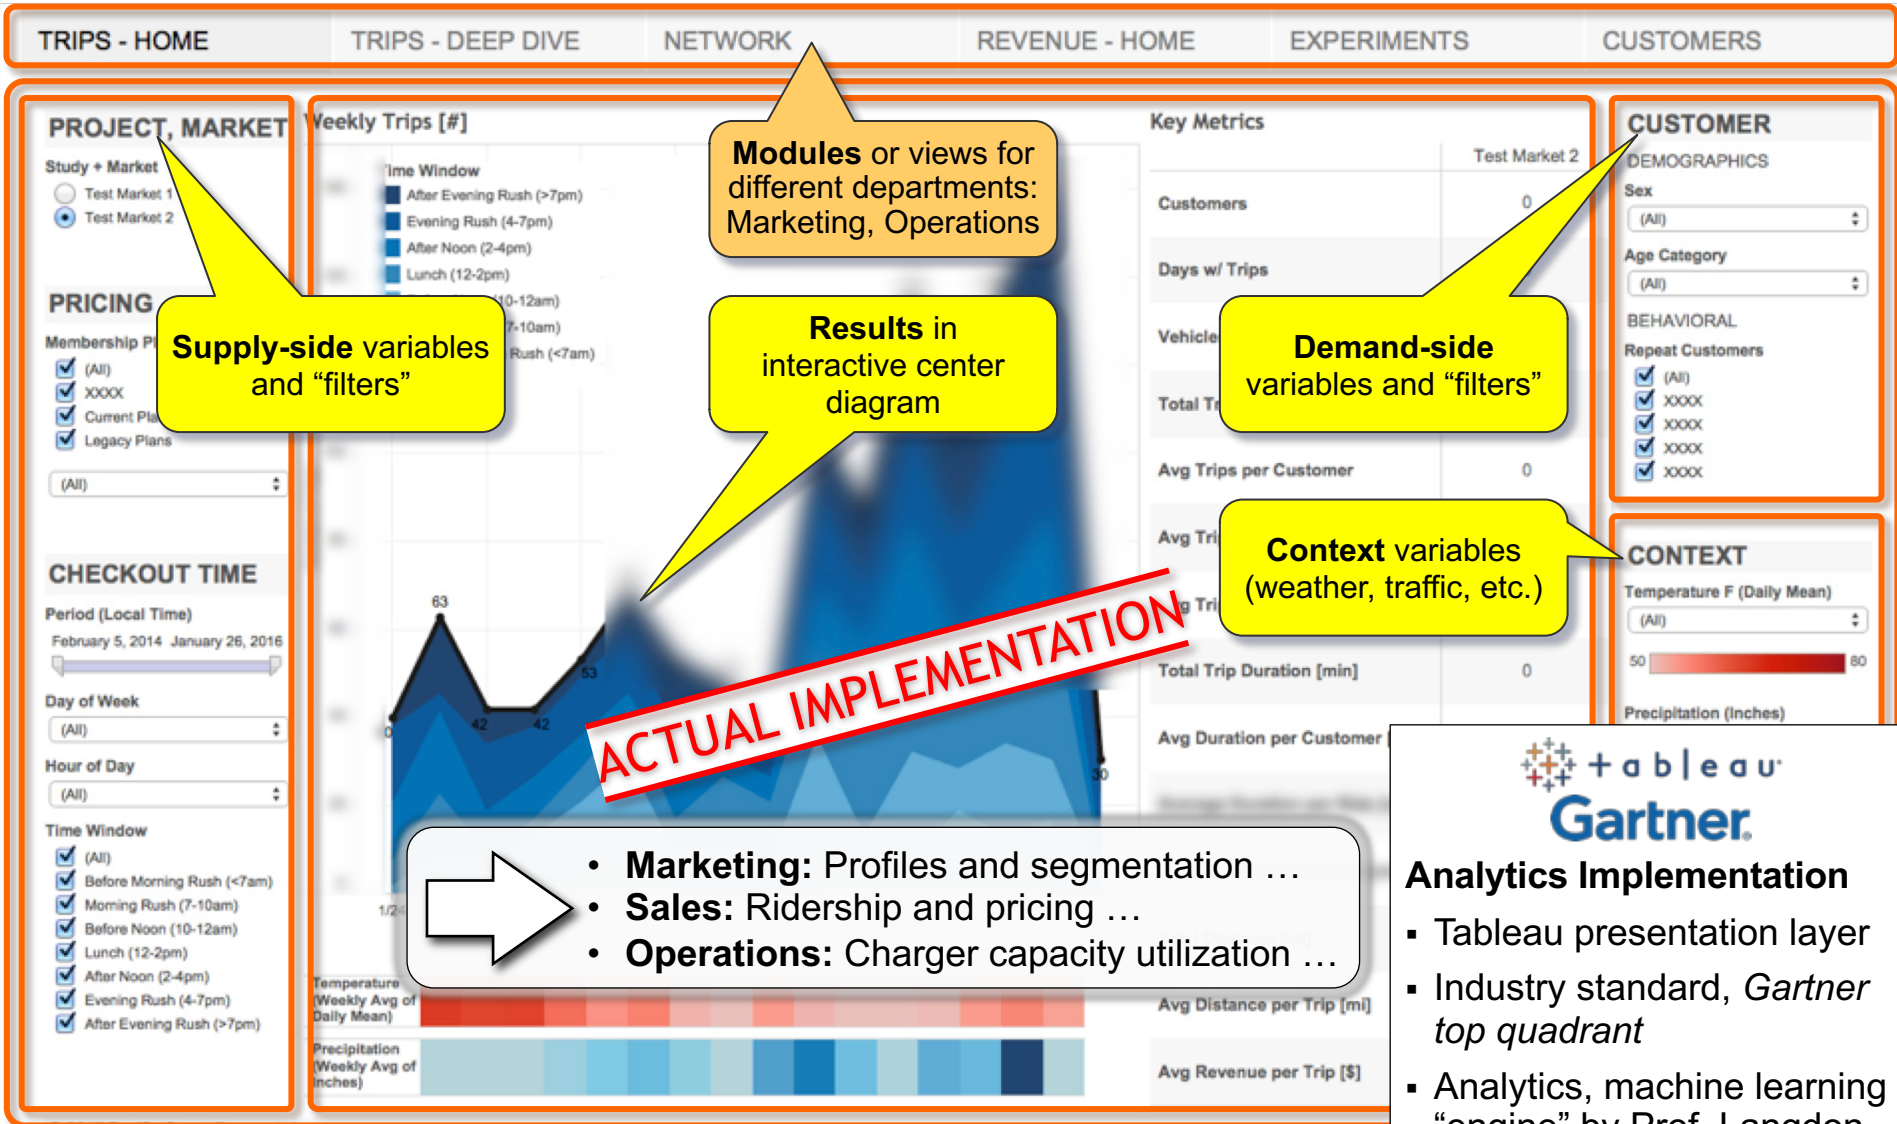 TRIPS - HOME
TRIPS - DEEP DIVE
NETWORK
REVENUE - HOME
EXPERIMENTS
CUSTOMERS
PROJECT, MARKET
Study + Market
Test Market 1
Test Market 2
PRICING
Membership
(All)
XXXX
Current
Legacy Plans
(All)
CHECKOUT TIME
Period (Local Time)
February 5, 2014 January 26, 2016
Day of Week
(All)
Hour of Day
(All)
Time Window
(All)
Before Morning Rush (<7am)
Morning Rush (7-10am)
Before Noon (10-12am)
Lunch (12-2pm)
After Noon (2-4pm)
Evening Rush (4-7pm)
After Evening Rush (>7pm)
Supply-side variables
and “filters”
Weekly Trips [#]
Time Window
After Evening Rush (>7pm)
Evening Rush (4-7pm)
After Noon (2-4pm)
Lunch (12-2pm)
10-12am)
7-10am)
Rush (<7am)
Modules or views for
different departments:
Marketing, Operations
Results in
interactive center
diagram
63
42
42
53
30
ACTUAL IMPLEMENTATION
• Marketing: Profiles and segmentation …
• Sales: Ridership and pricing …
• Operations: Charger capacity utilization …
Temperature
(Weekly Avg of
Daily Mean)
Precipitation
(Weekly Avg of
Inches)
Key Metrics
Test Market 2
Customers
0
Days w/ Trips
Vehicle
Total
Avg Trips per Customer
0
Avg
Total Trip Duration [min]
0
Avg Duration per Customer
Avg Distance per Trip [mi]
Avg Revenue per Trip [$]
Demand-side
variables and “filters”
Context variables
(weather, traffic, etc.)
CUSTOMER
DEMOGRAPHICS
Sex
(All)
Age Category
(All)
BEHAVIORAL
Repeat Customers
(All)
XXXX
XXXX
XXXX
XXXX
CONTEXT
Temperature F (Daily Mean)
(All)
50
80
Precipitation (Inches)
+ableau
Gartner.
Analytics Implementation
▪ Tableau presentation layer
▪ Industry standard, Gartner
top quadrant
▪ Analytics, machine learning
“engine” by Prof. Langdon